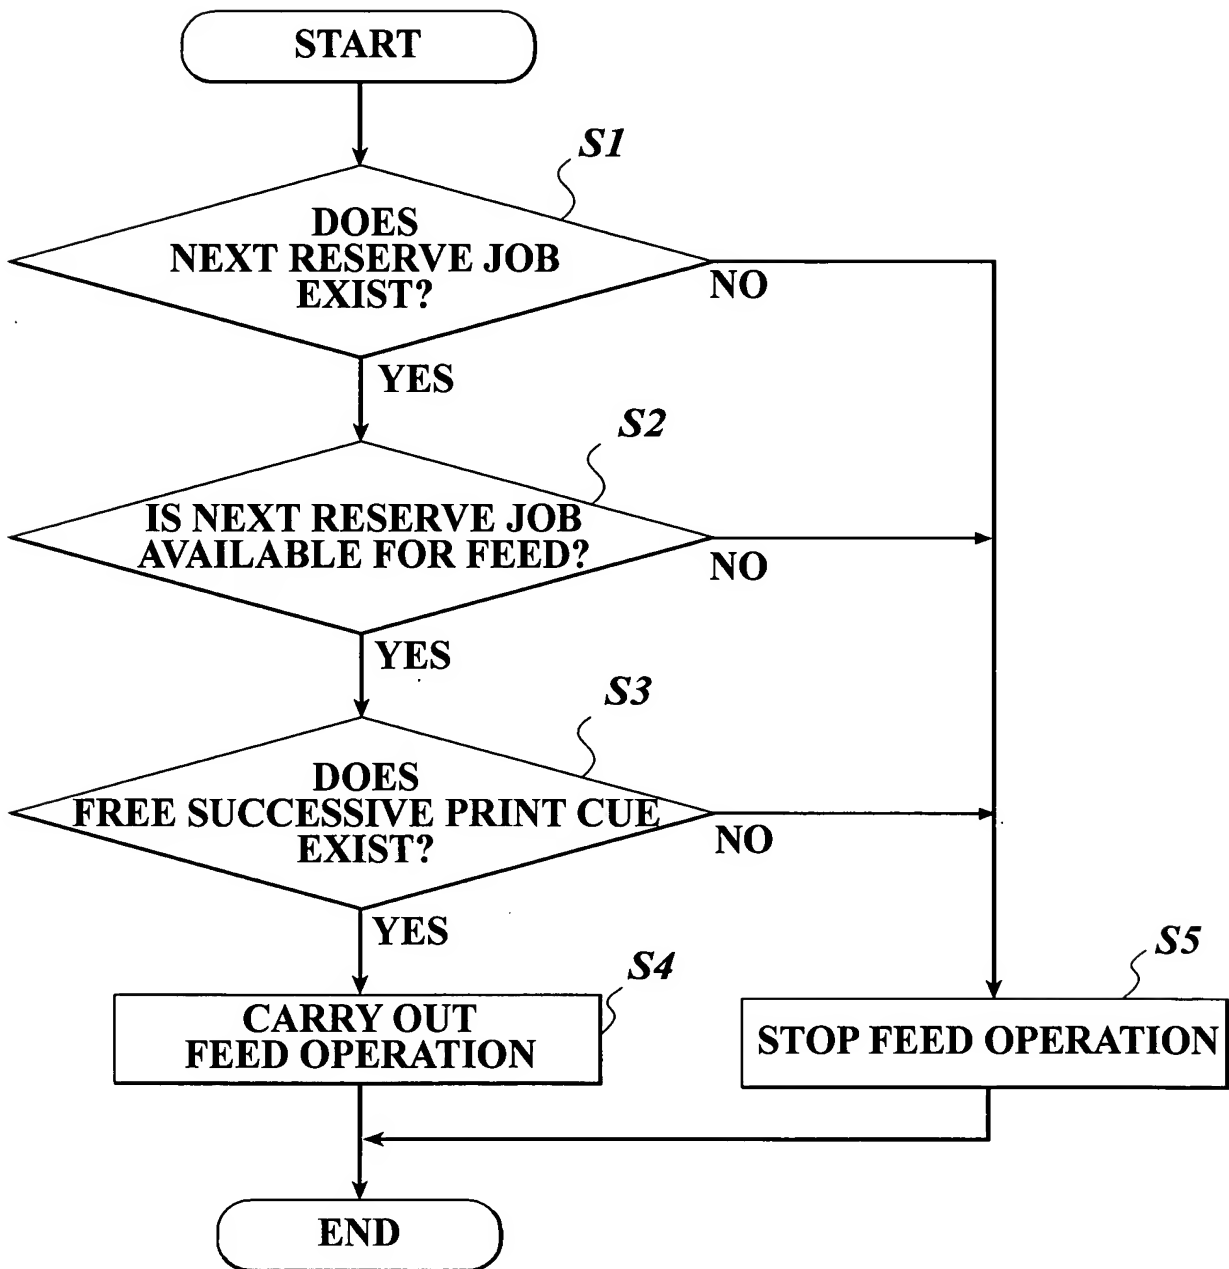 START
S1
DOES
NEXT RESERVE JOB
EXIST?
NO
YES
S2
IS NEXT RESERVE JOB
AVAILABLE FOR FEED?
NO
YES
S3
DOES
FREE SUCCESSIVE PRINT CUE
EXIST?
NO
YES
S4
CARRY OUT
FEED OPERATION
S5
STOP FEED OPERATION
END